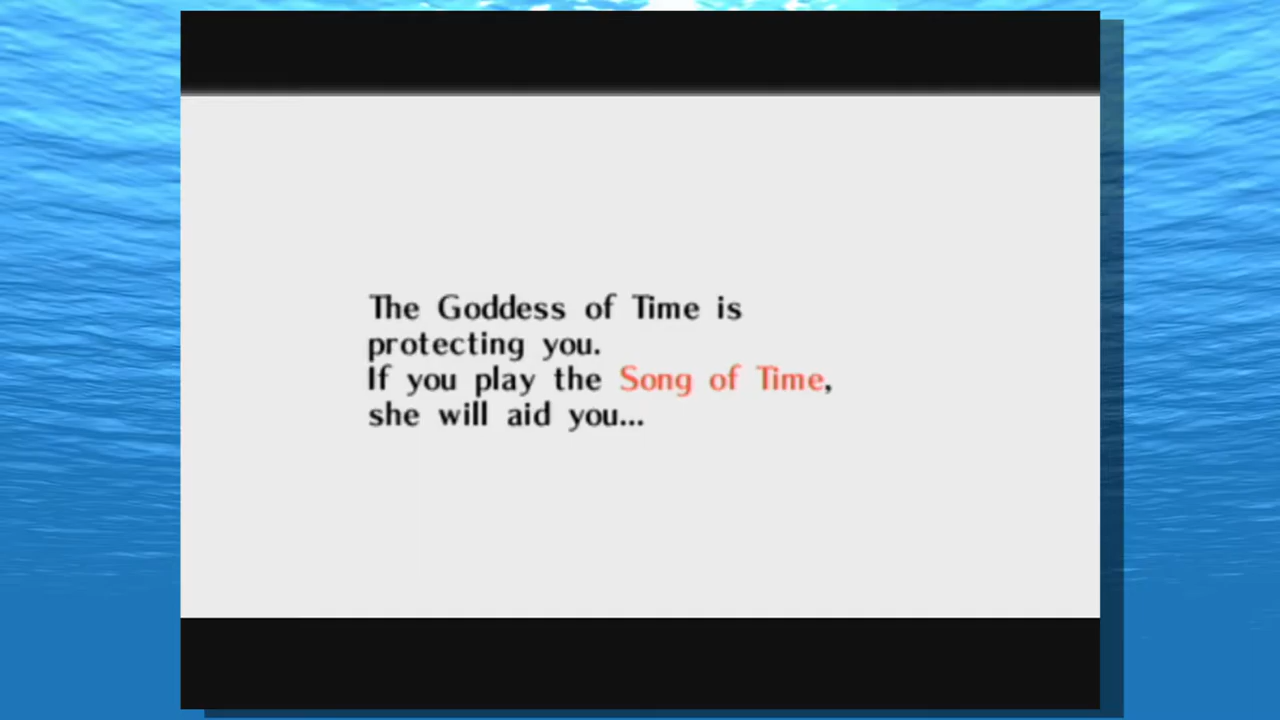 The Goddess of Time is
protecting you.
If you play the Song of Time,
she will aid you...